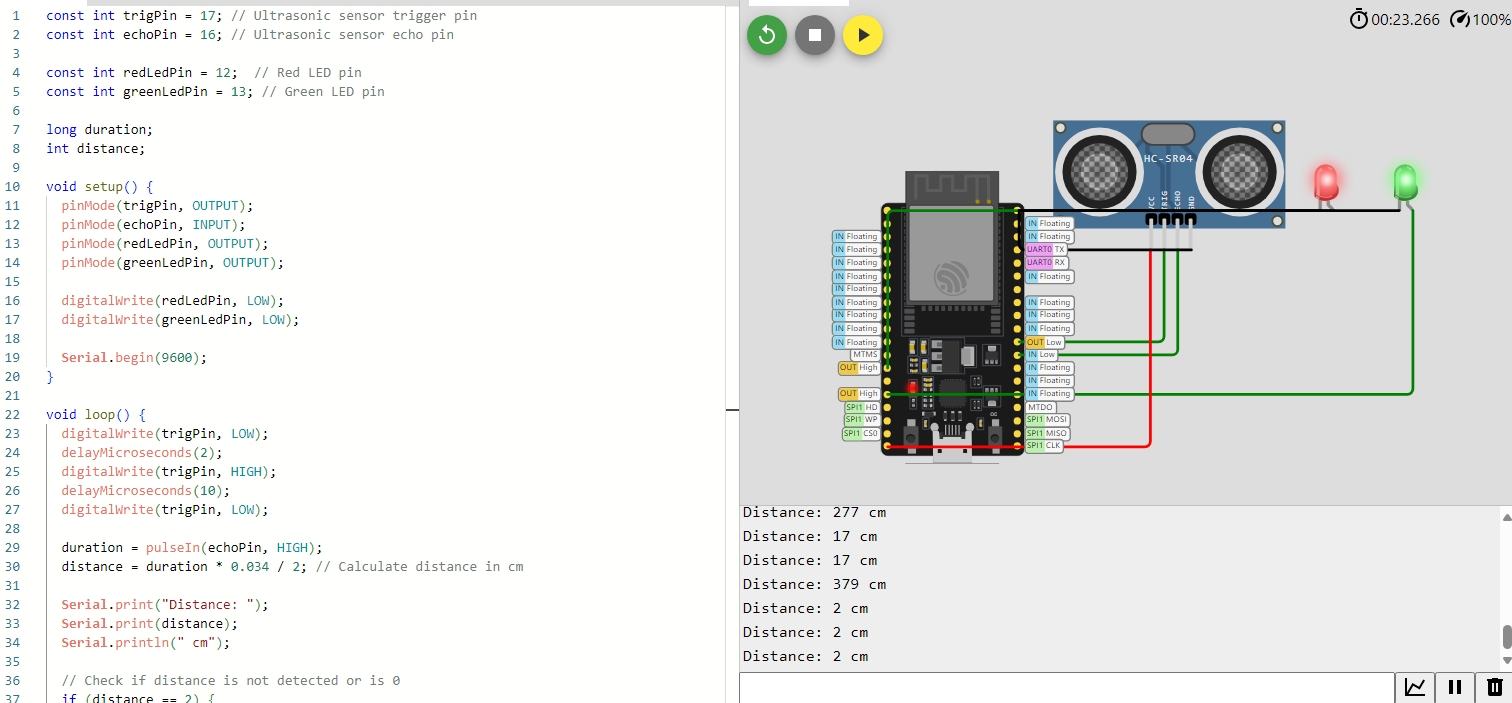 1 const int trigPin = 17; // Ultrasonic sensor trigger pin
2 const int echoPin = 16; // Ultrasonic sensor echo pin
3
4 const int redLedPin = 12;  // Red LED pin
5 const int greenLedPin = 13; // Green LED pin
6
7 long duration;
8 int distance;
9
10 void setup() {
11   pinMode(trigPin, OUTPUT);
12   pinMode(echoPin, INPUT);
13   pinMode(redLedPin, OUTPUT);
14   pinMode(greenLedPin, OUTPUT);
15
16   digitalWrite(redLedPin, LOW);
17   digitalWrite(greenLedPin, LOW);
18
19   Serial.begin(9600);
20 }
21
22 void loop() {
23   digitalWrite(trigPin, LOW);
24   delayMicroseconds(2);
25   digitalWrite(trigPin, HIGH);
26   delayMicroseconds(10);
27   digitalWrite(trigPin, LOW);
28
29   duration = pulseIn(echoPin, HIGH);
30   distance = duration * 0.034 / 2; // Calculate distance in cm
31
32   Serial.print("Distance: ");
33   Serial.print(distance);
34   Serial.println(" cm");
35
36   // Check if distance is not detected or is 0
37   if (distance == 2) {
00:23.266 100%
HC-SR04
VCC
TRIG
ECHO
GND
IN Floating
IN Floating
IN Floating
IN Floating
IN Floating
IN Floating
IN Floating
IN Floating
IN Floating
MTMS
OUT High
OUT High
SPI1 HD
SPI1 WP
SPI1 CS0
IN Floating
IN Floating
UART0 TX
UART0 RX
IN Floating
IN Floating
IN Floating
IN Floating
OUT Low
IN Low
IN Floating
IN Floating
IN Floating
MTDO
SPI1 MOSI
SPI1 MISO
SPI1 CLK
Distance: 277 cm
Distance: 17 cm
Distance: 17 cm
Distance: 379 cm
Distance: 2 cm
Distance: 2 cm
Distance: 2 cm